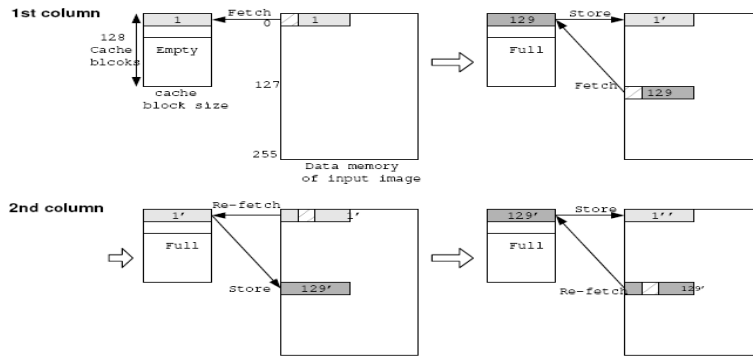 1st column
1
Fetch
0
1
129
Store
1'
128
Cache
blcoks
Empty
Full
cache
block size
127
Fetch
129
255
Data memory
of input image
2nd column
1'
Re-fetch
1'
129'
Store
1''
Full
Full
Store
129'
Re-fetch
129'